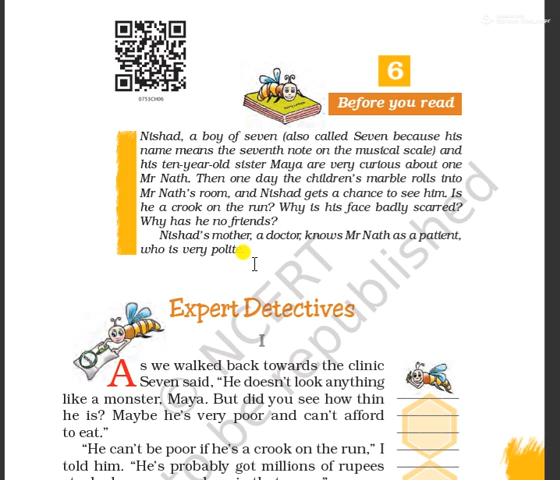 0753CH06
6
Before you read
Nishad, a boy of seven (also called Seven because his
name means the seventh note on the musical scale) and
his ten-year-old sister Maya are very curious about one
Mr Nath. Then one day the children's marble rolls into
Mr Nath's room, and Nishad gets a chance to see him. Is
he a crook on the run? Why is his face badly scarred?
Why has he no friends?
Nishad's mother, a doctor, knows Mr Nath as a patient,
who is very polite
Expert Detectives
I
As we walked back towards the clinic
Seven said, “He doesn't look anything
like a monster, Maya. But did you see how thin
he is? Maybe he's very poor and can't afford
to eat.”
“He can't be poor if he's a crook on the run,” I
told him. “He's probably got millions of rupees
© NCERT
to be republished